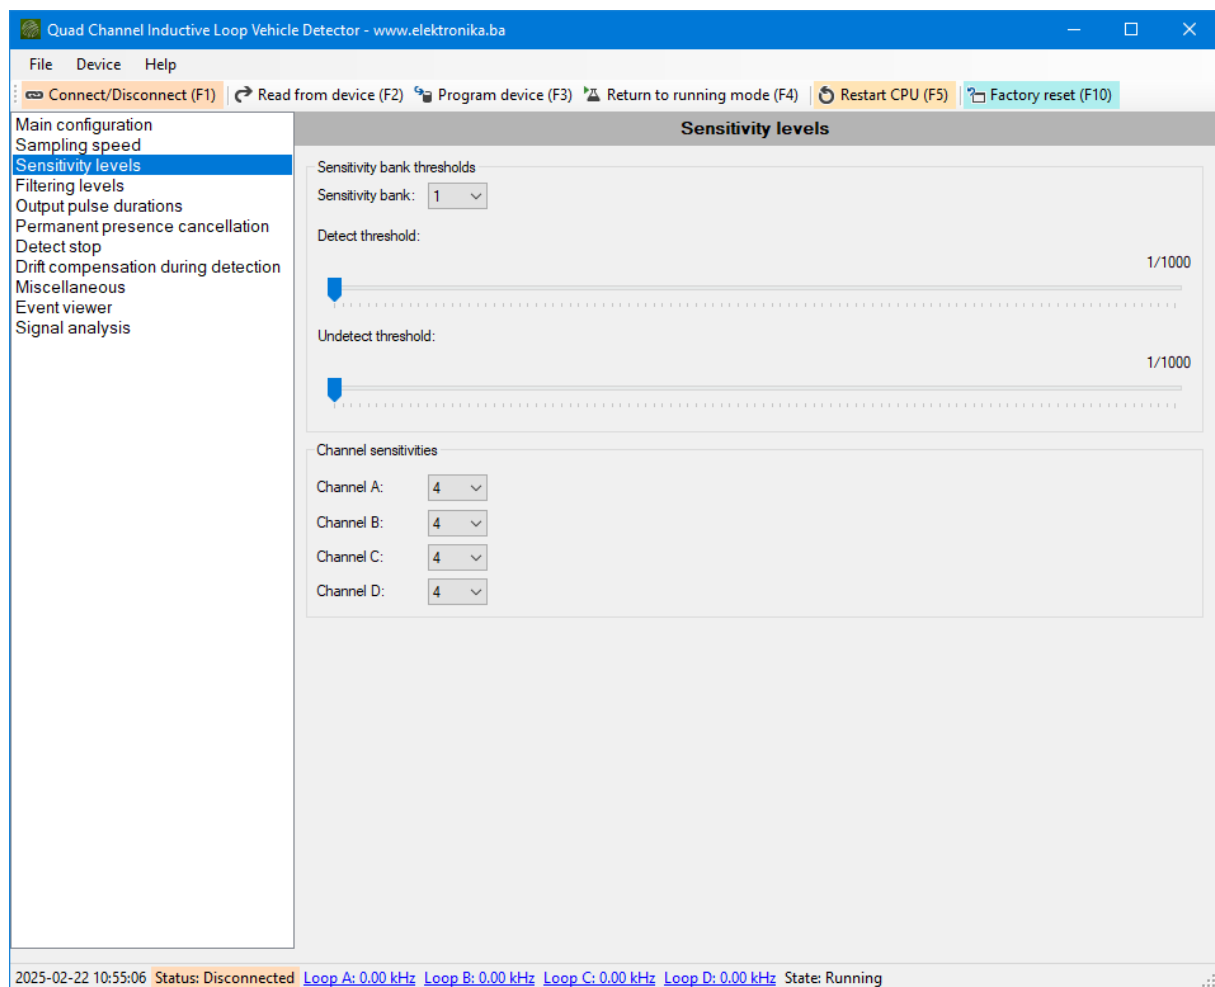 Quad Channel Inductive Loop Vehicle Detector - www.elektronika.ba
File Device Help
Connect/Disconnect (F1) Read from device (F2) Program device (F3) Return to running mode (F4) Restart CPU (F5) Factory reset (F10)
Main configuration
Sampling speed
Sensitivity levels
Filtering levels
Output pulse durations
Permanent presence cancellation
Detect stop
Drift compensation during detection
Miscellaneous
Event viewer
Signal analysis
Sensitivity levels
Sensitivity bank thresholds
Sensitivity bank: 1
Detect threshold:
1/1000
Undetect threshold:
1/1000
Channel sensitivities
Channel A: 4
Channel B: 4
Channel C: 4
Channel D: 4
2025-02-22 10:55:06 Status: Disconnected Loop A: 0.00 kHz Loop B: 0.00 kHz Loop C: 0.00 kHz Loop D: 0.00 kHz State: Running